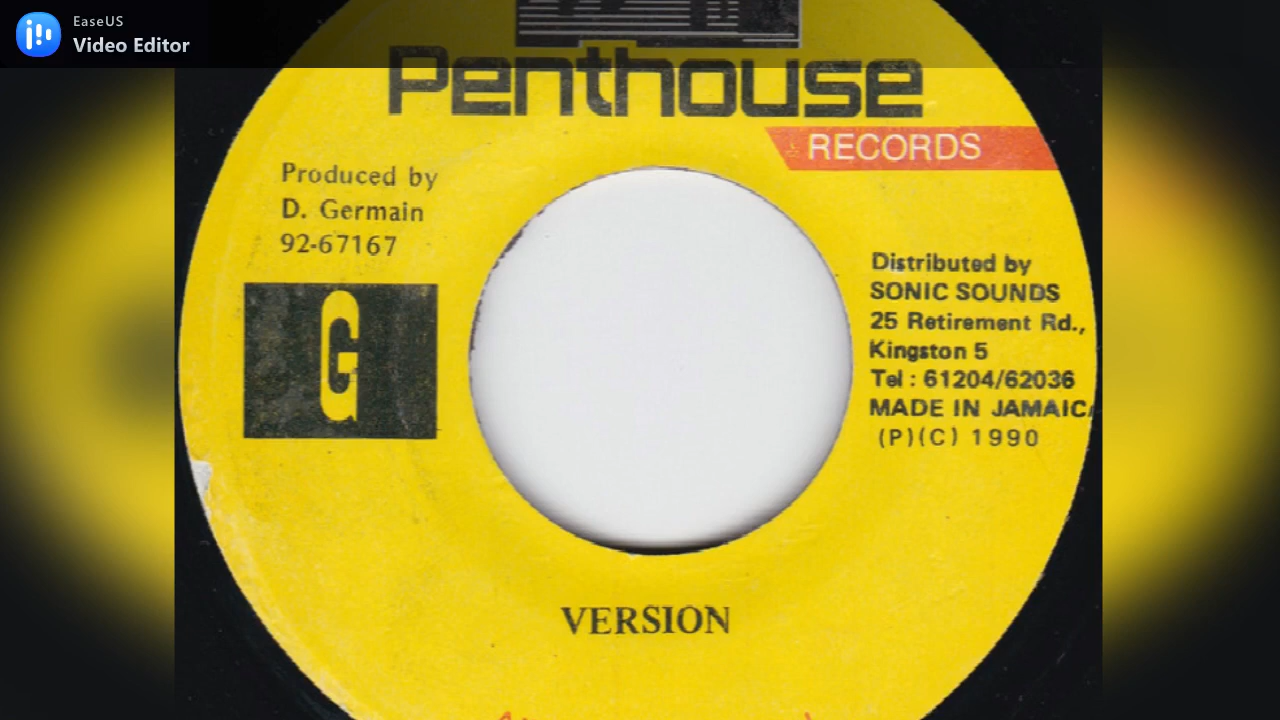 EaseUS
Video Editor
Penthouse
RECORDS
Produced by
D. Germain
92-67167
G
Distributed by
SONIC SOUNDS
25 Retirement Rd.,
Kingston 5
Tel : 61204/62036
MADE IN JAMAICA
(P)(C) 1990
VERSION